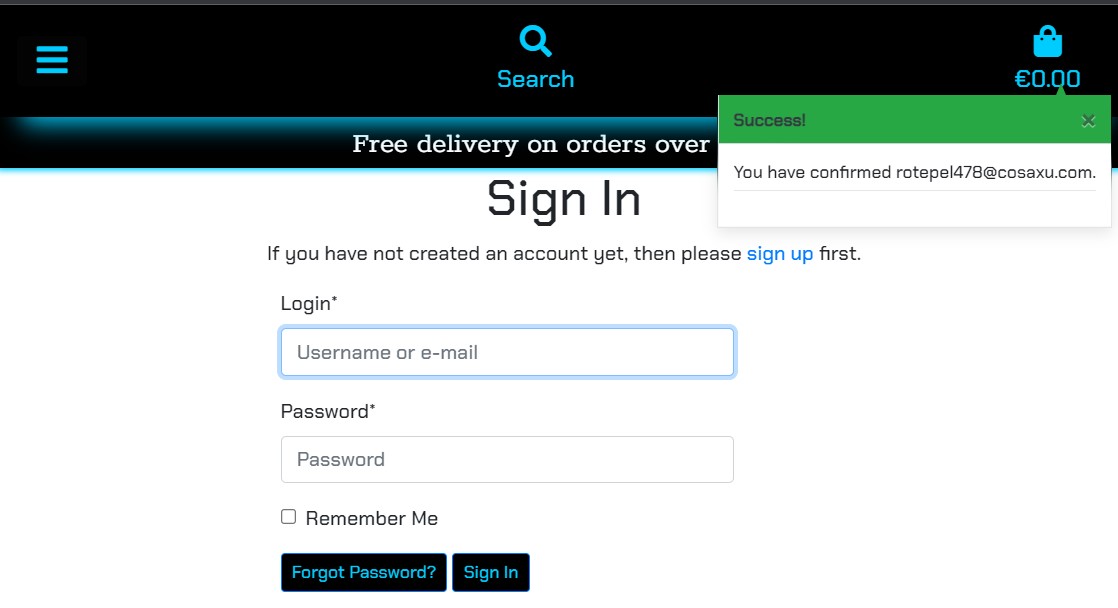 Search
€0.00
Free delivery on orders over
Success!
×
You have confirmed rotepel478@cosaxu.com.
Sign In
If you have not created an account yet, then please sign up first.
Login*
Username or e-mail
Password*
Password
Remember Me
Forgot Password? Sign In